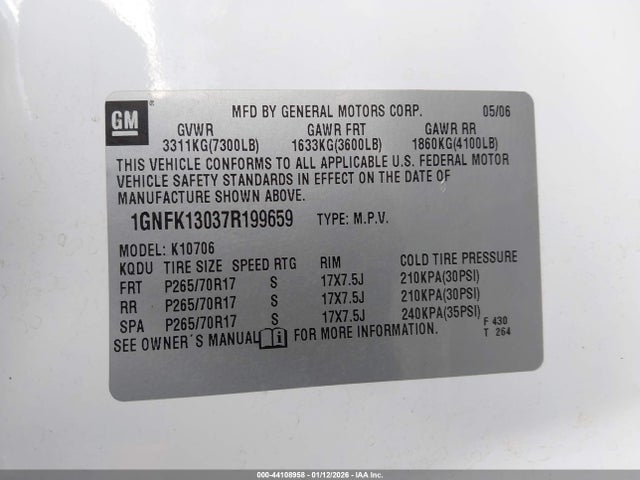 GM
MFD BY GENERAL MOTORS CORP. 05/06
GVWR GAWR FRT GAWR RR
3311KG(7300LB) 1633KG(3600LB) 1860KG(4100LB)
THIS VEHICLE CONFORMS TO ALL APPLICABLE U.S. FEDERAL MOTOR
VEHICLE SAFETY STANDARDS IN EFFECT ON THE DATE OF
MANUFACTURE SHOWN ABOVE.
1GNFK13037R199659 TYPE: M.P.V.
MODEL: K10706
KQDU TIRE SIZE SPEED RTG RIM COLD TIRE PRESSURE
FRT P265/70R17 S 17X7.5J 210KPA(30PSI)
RR P265/70R17 S 17X7.5J 210KPA(30PSI)
SPA P265/70R17 S 17X7.5J 240KPA(35PSI)
SEE OWNER´S MANUAL FOR MORE INFORMATION.
F 430
T 264
000-44108958 - 01/12/2026 - IAA Inc.